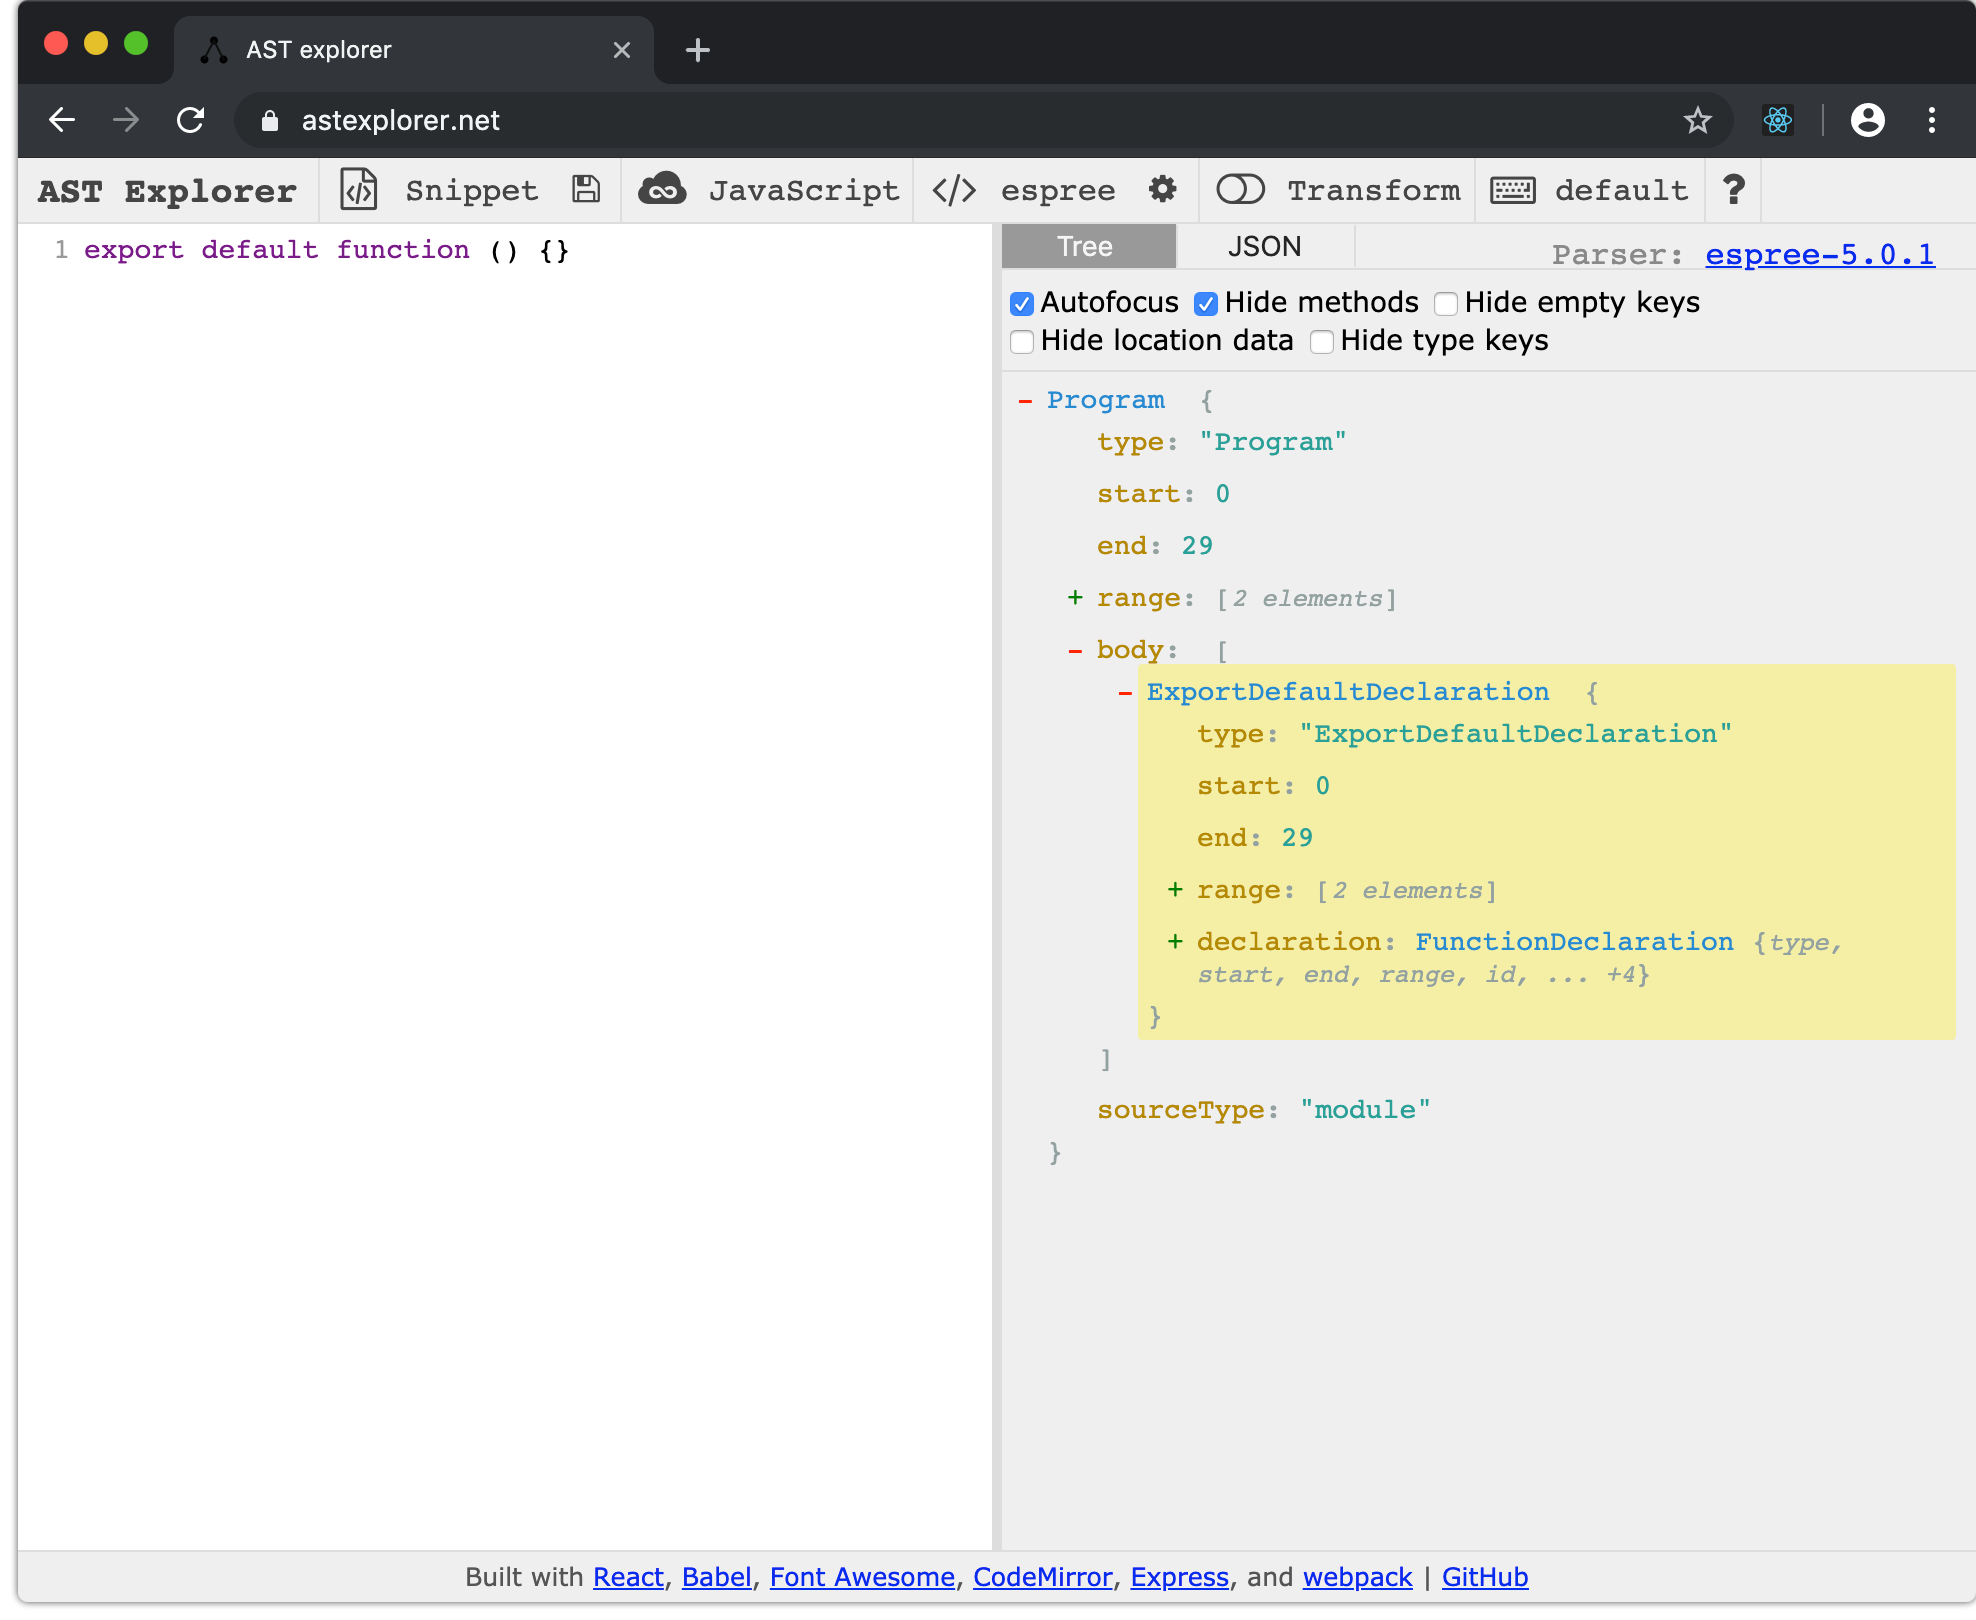 AST explorer
astexplorer.net
AST Explorer Snippet JavaScript </> espree Transform default ?
1 export default function () {}
Tree JSON Parser: espree-5.0.1
Autofocus Hide methods Hide empty keys
Hide location data Hide type keys
- Program {
type: "Program"
start: 0
end: 29
+ range: [2 elements]
- body: [
- ExportDefaultDeclaration {
type: "ExportDefaultDeclaration"
start: 0
end: 29
+ range: [2 elements]
+ declaration: FunctionDeclaration {type,
start, end, range, id, ... +4}
}
]
sourceType: "module"
}
Built with React, Babel, Font Awesome, CodeMirror, Express, and webpack | GitHub